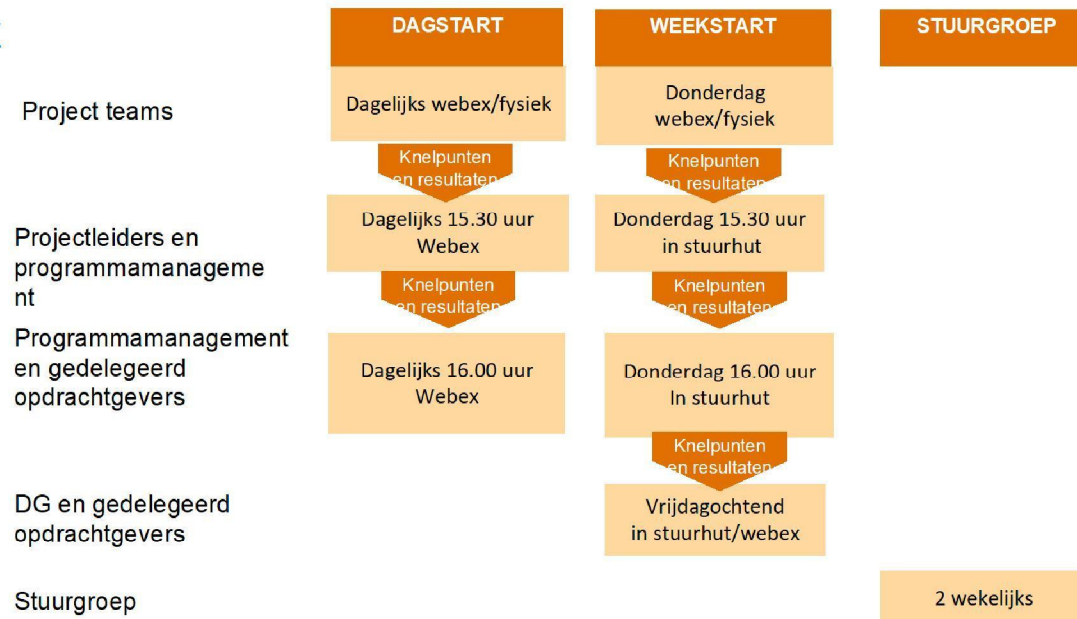 DAGSTART
WEEKSTART
STUURGROEP
Project teams
Dagelijks webex/fysiek
Donderdag
webex/fysiek
Knelpunten
en resultaten
Knelpunten
en resultaten
Projectleiders en
programmamanageme
nt
Dagelijks 15.30 uur
Webex
Donderdag 15.30 uur
in stuurhut
Knelpunten
en resultaten
Knelpunten
en resultaten
Programmamanagement
en gedelegeerd
opdrachtgevers
Dagelijks 16.00 uur
Webex
Donderdag 16.00 uur
In stuurhut
Knelpunten
en resultaten
DG en gedelegeerd
opdrachtgevers
Vrijdagochtend
in stuurhut/webex
Stuurgroep
2 wekelijks